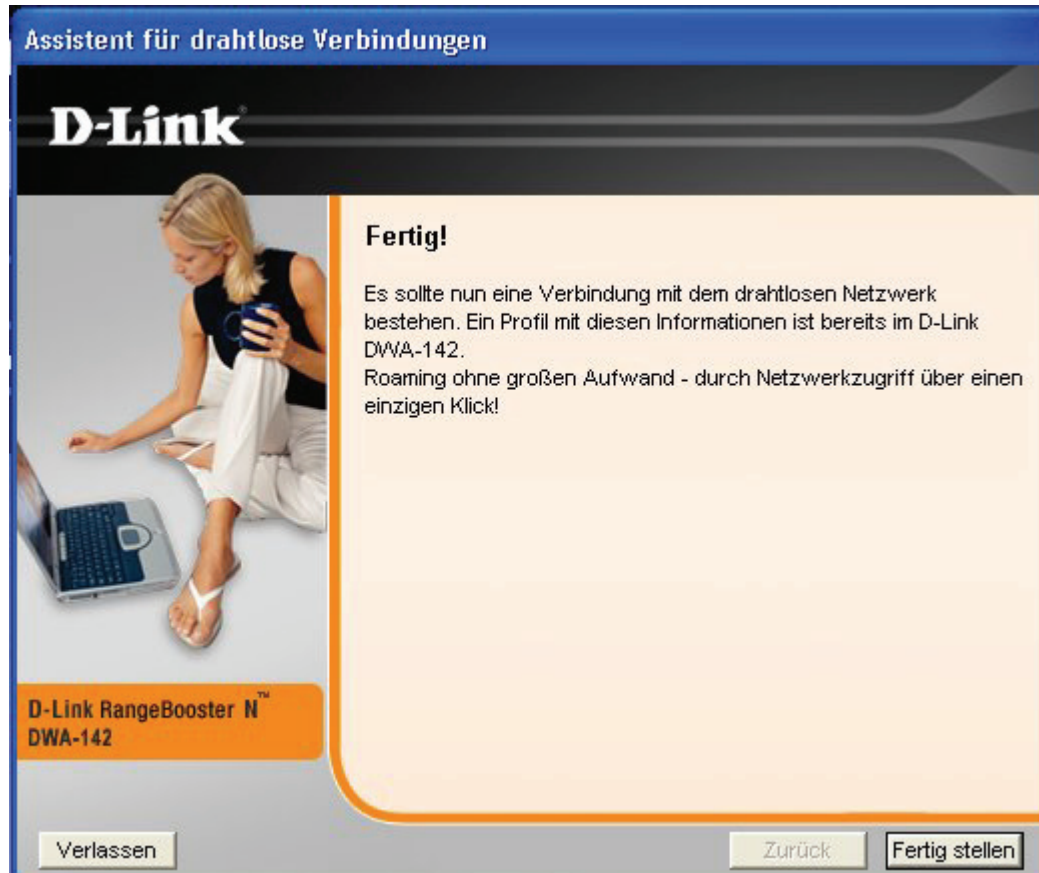 Assistent für drahtlose Verbindungen
D-Link®
Fertig!
Es sollte nun eine Verbindung mit dem drahtlosen Netzwerk
bestehen. Ein Profil mit diesen Informationen ist bereits im D-Link
DWA-142.
Roaming ohne großen Aufwand - durch Netzwerkzugriff über einen
einzigen Klick!
D-Link RangeBooster N™
DWA-142
Verlassen
Zurück
Fertig stellen